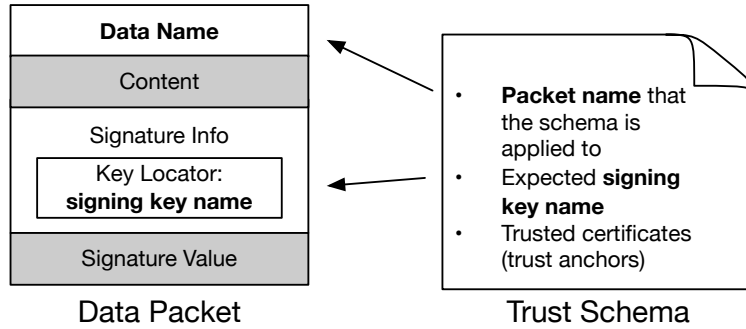 Data Name
Content
Signature Info
Key Locator:
signing key name
Signature Value
Data Packet
• Packet name that
the schema is
applied to
• Expected signing
key name
• Trusted certificates
(trust anchors)
Trust Schema